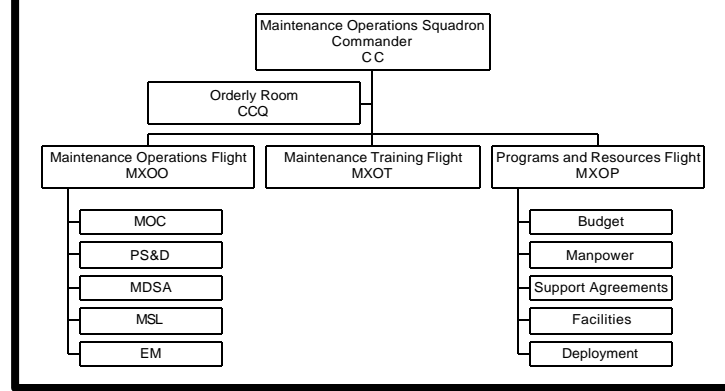 Maintenance Operations Squadron
Commander
CC
Orderly Room
CCQ
Maintenance Operations Flight
MXOO
Maintenance Training Flight
MXOT
Programs and Resources Flight
MXOP
MOC
PS&D
MDSA
MSL
EM
Budget
Manpower
Support Agreements
Facilities
Deployment